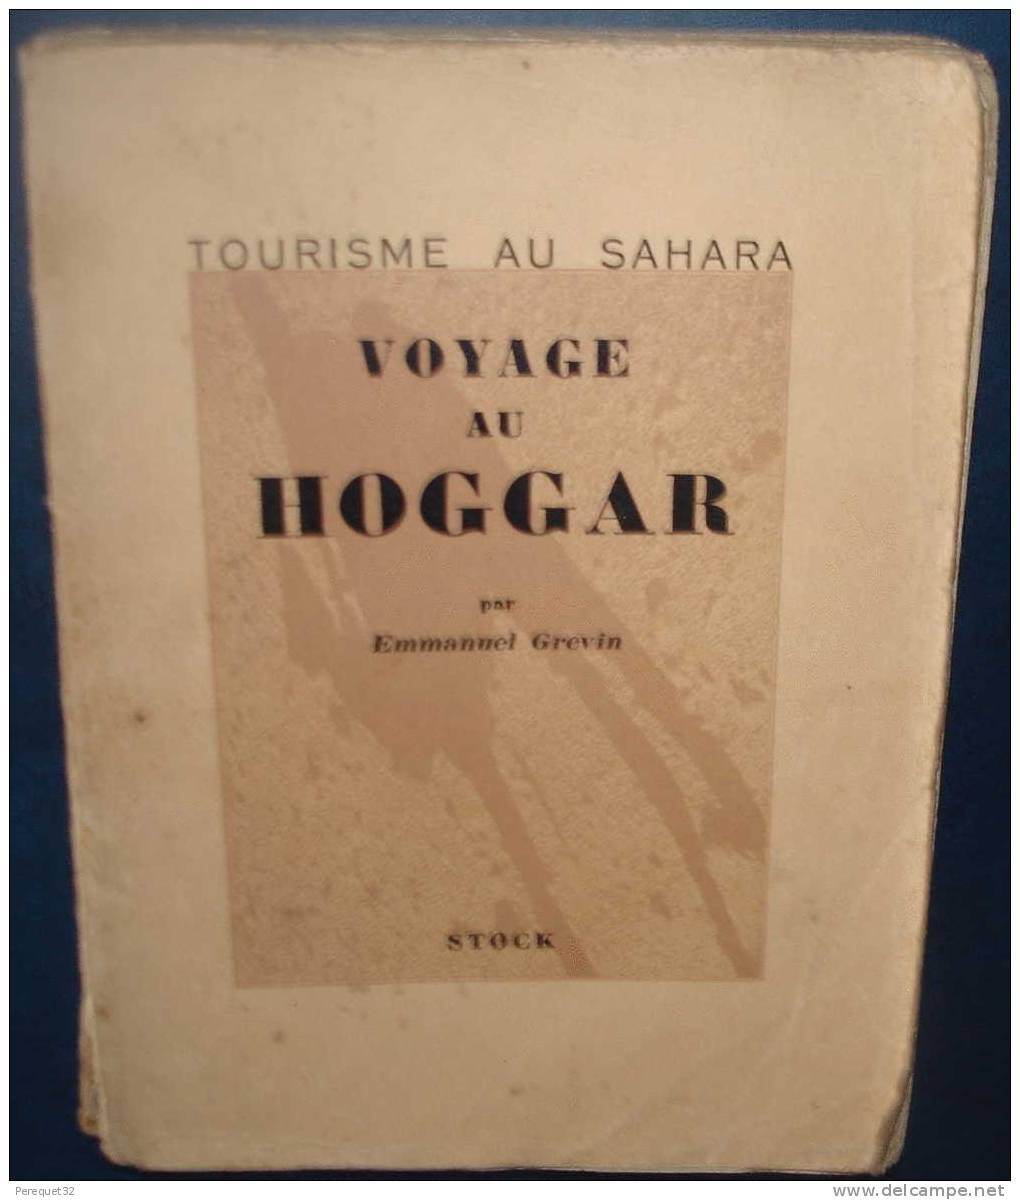 TOURISME AU SAHARA
VOYAGE
AU
HOGGAR
par
Emmanuel Grevin
STOCK
Perequet32
www.delcampe.net